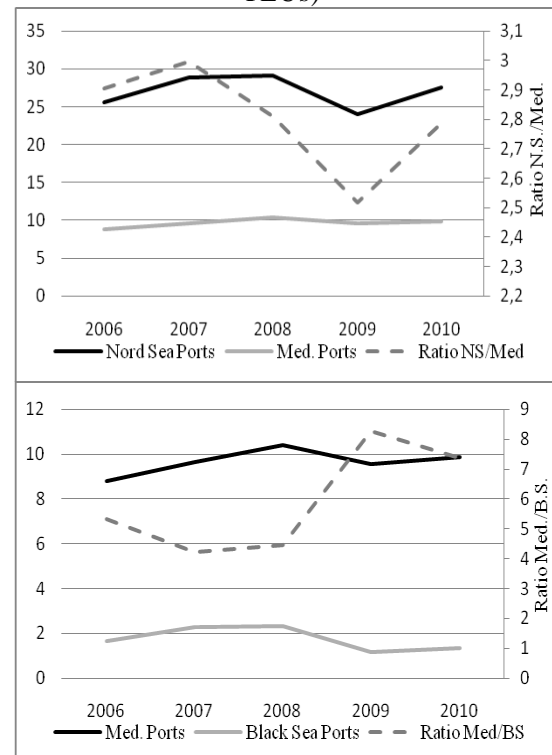 TEUs)
35 3,1
30 3
25 2,9
20 2,8
15 2,7
10 2,6
5 2,5
0 2,4
2,3
2,2
Ratio N.S./Med.
2006 2007 2008 2009 2010
Nord Sea Ports Med. Ports Ratio NS/Med
12 9
10 8
8 7
6 6
4 5
2 4
0 3
2
1
0
Ratio Med./B.S.
2006 2007 2008 2009 2010
Med. Ports Black Sea Ports Ratio Med/BS